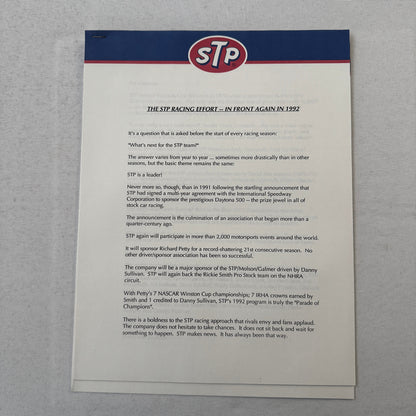 STP
THE STP RACING EFFORT -- IN FRONT AGAIN IN 1992
It's a question that is asked before the start of every racing season:
"What's next for the STP team?"
The answer varies from year to year ... sometimes more drastically than in other
seasons, but the basic theme remains the same:
STP is a leader!
Never more so, though, than in 1991 following the startling announcement that
STP had signed a multi-year agreement with the International Speedway
Corporation to sponsor the prestigious Daytona 500 -- the prize jewel in all of
stock car racing.
The announcement is the culmination of an association that began more than a
quarter-century ago.
STP again will participate in more than 2,000 motorsports events around the world.
It will sponsor Richard Petty for a record-shattering 21st consecutive season. No
other driver/sponsor association has been so successful.
The company will be a major sponsor of the STP/Molson/Galmer driven by Danny
Sullivan. STP will again back the Rickie Smith Pro Stock team on the NHRA
circuit.
With Petty's 7 NASCAR Winston Cup championships; 7 IHRA crowns earned by
Smith and 1 credited to Danny Sullivan, STP's 1992 program is truly the "Parade of
Champions".
There is a boldness to the STP racing approach that rivals envy and fans applaud.
The company does not hesitate to take chances. It does not sit back and wait for
something to happen. STP makes news. It has always been that way.